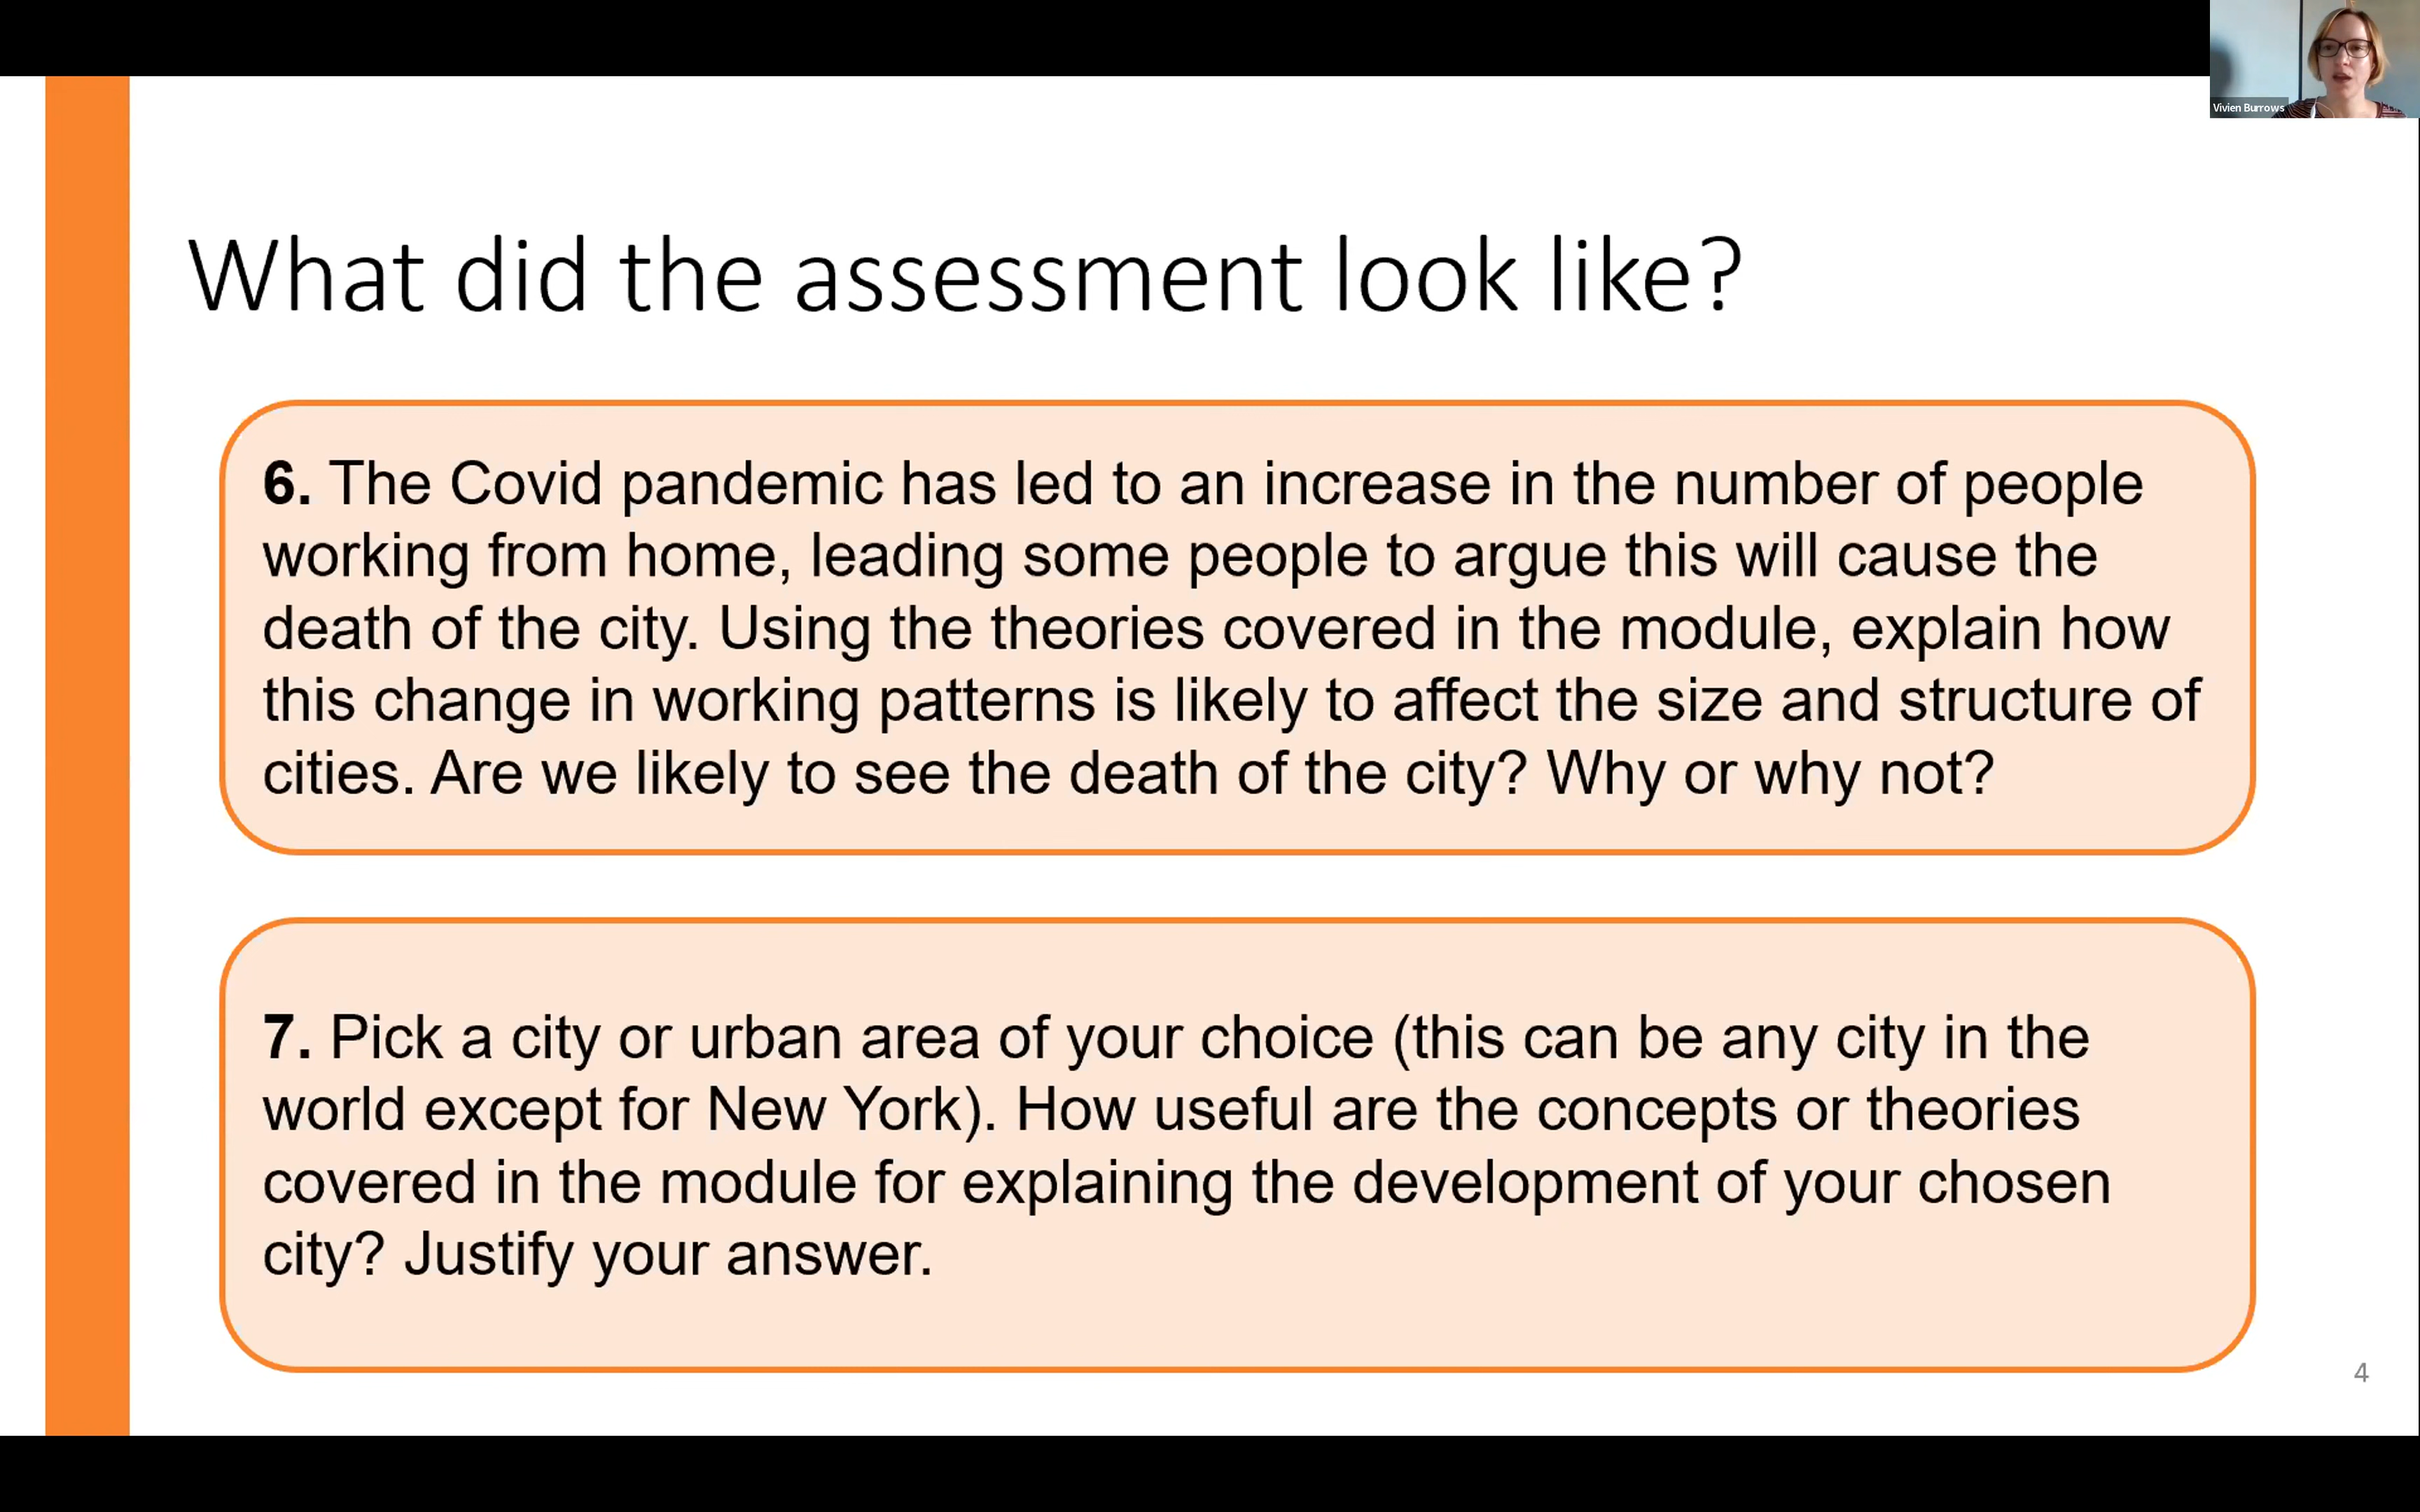 Vivien Burrows
What did the assessment look like?
6. The Covid pandemic has led to an increase in the number of people
working from home, leading some people to argue this will cause the
death of the city. Using the theories covered in the module, explain how
this change in working patterns is likely to affect the size and structure of
cities. Are we likely to see the death of the city? Why or why not?
7. Pick a city or urban area of your choice (this can be any city in the
world except for New York). How useful are the concepts or theories
covered in the module for explaining the development of your chosen
city? Justify your answer.
4